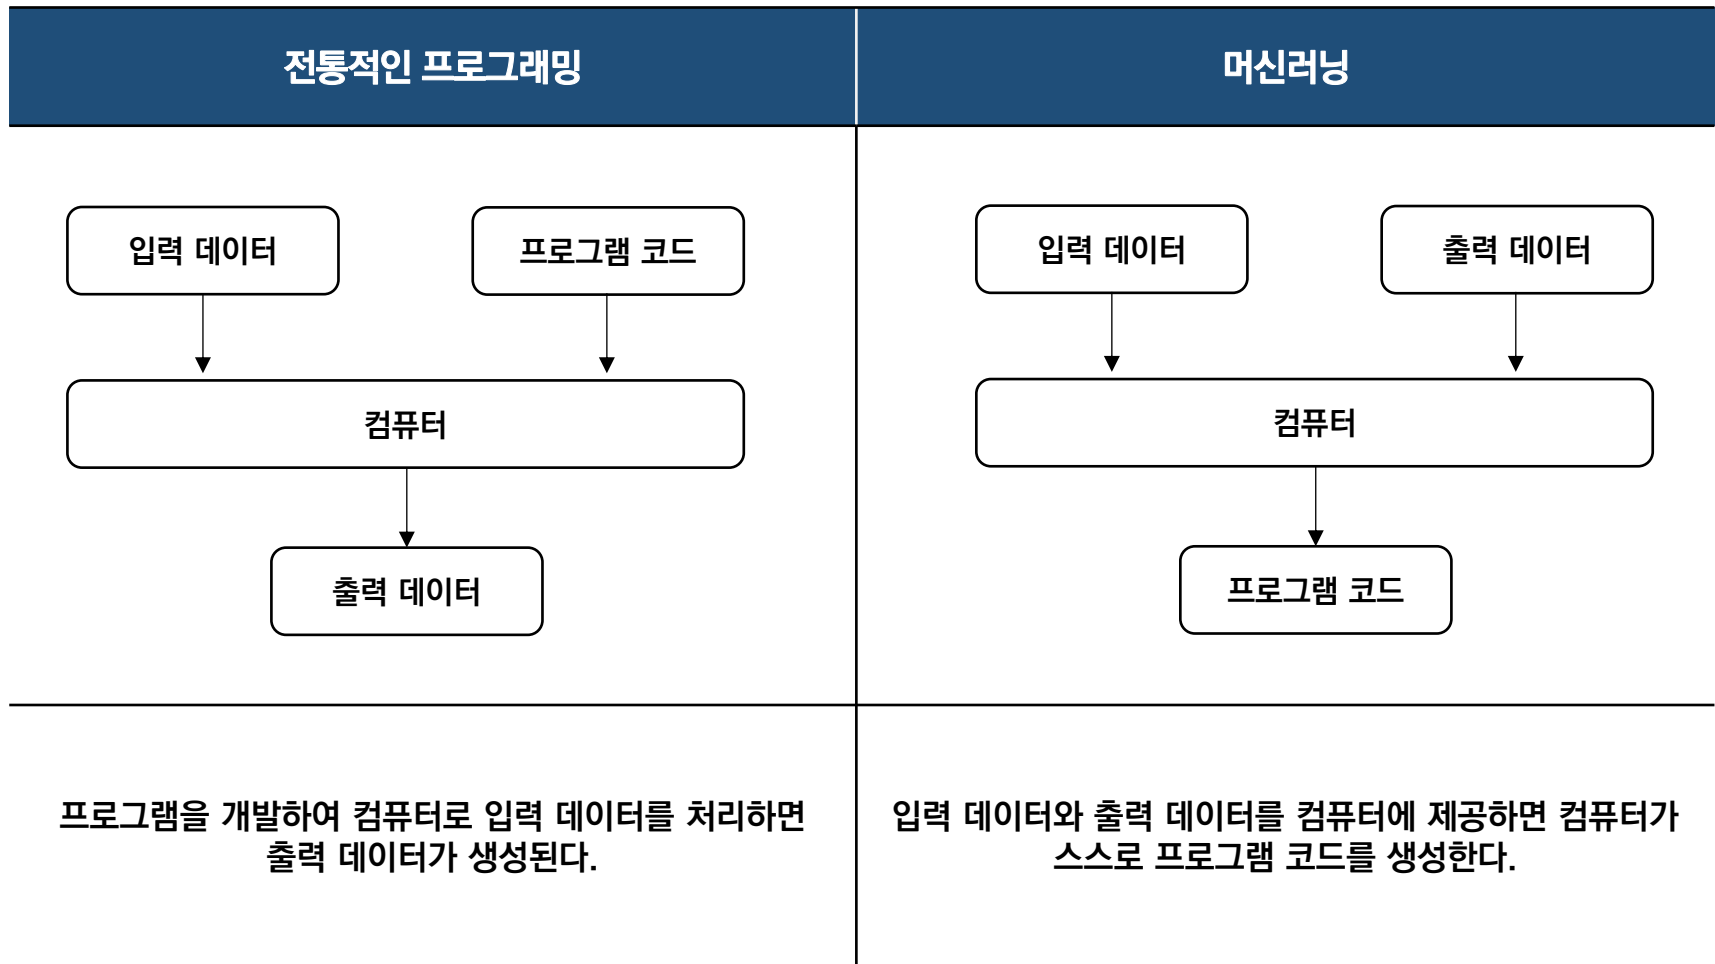 전통적인 프로그래밍
머신러닝
입력 데이터
프로그램 코드
컴퓨터
출력 데이터
입력 데이터
출력 데이터
컴퓨터
프로그램 코드
프로그램을 개발하여 컴퓨터로 입력 데이터를 처리하면
출력 데이터가 생성된다.
입력 데이터와 출력 데이터를 컴퓨터에 제공하면 컴퓨터가
스스로 프로그램 코드를 생성한다.